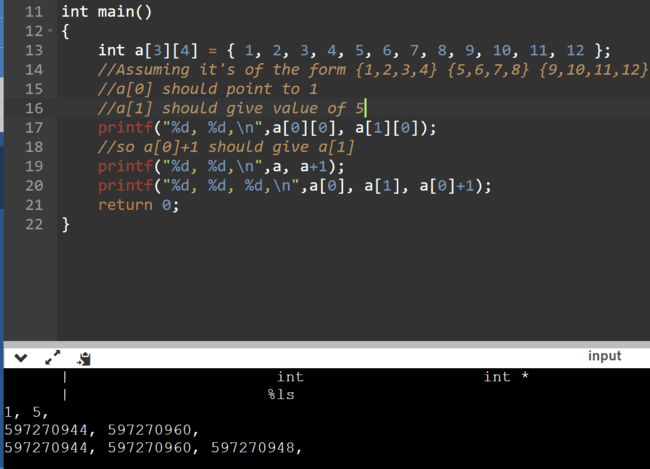 11 int main()
12 {
13 int a[3][4] = { 1, 2, 3, 4, 5, 6, 7, 8, 9, 10, 11, 12 };
14 //Assuming it's of the form {1,2,3,4} {5,6,7,8} {9,10,11,12}
15 //a[0] should point to 1
16 //a[1] should give value of 5
17 printf("%d, %d,\n",a[0][0], a[1][0]);
18 //so a[0]+1 should give a[1]
19 printf("%d, %d,\n",a, a+1);
20 printf("%d, %d, %d,\n",a[0], a[1], a[0]+1);
21 return 0;
22 }
input
| int int *
| %ls
1, 5,
597270944, 597270960,
597270944, 597270960, 597270948,